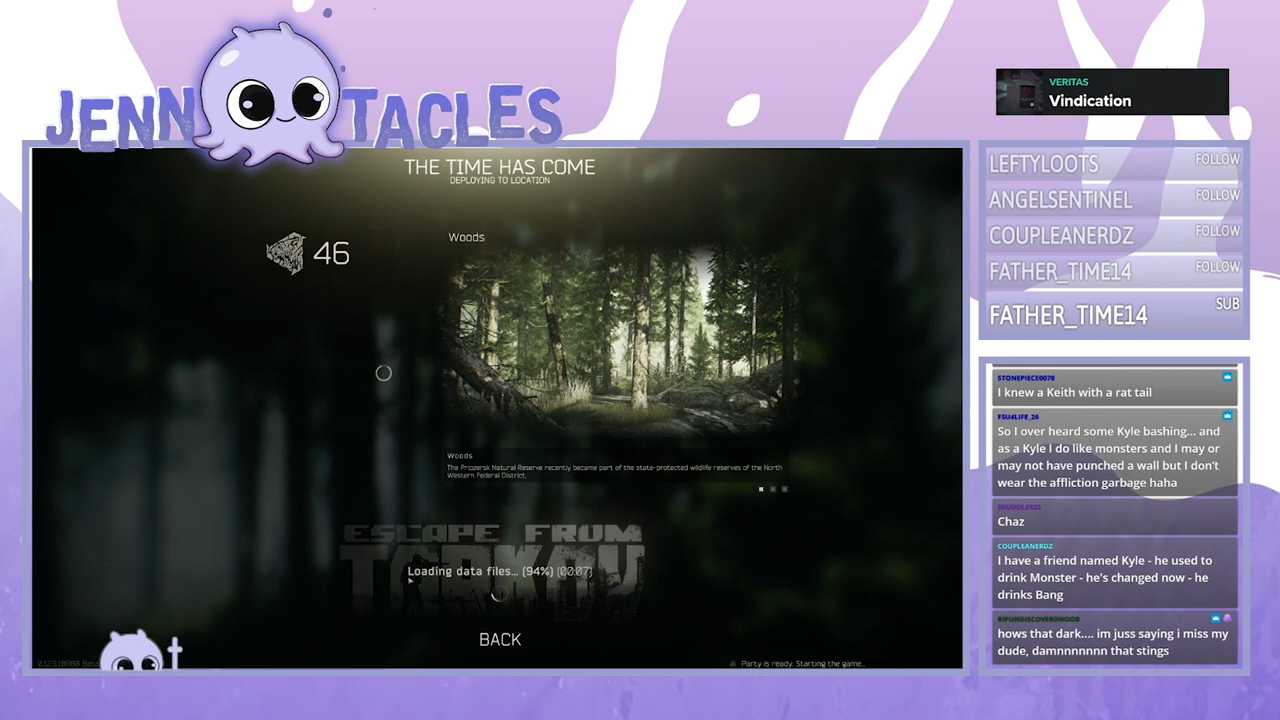 JENN TACLES
VERITAS
Vindication
THE TIME HAS COME
DEPLOYING TO LOCATION
46
Woods
Woods
The Priozersk Natural Reserve recently became part of the state-protected wildlife reserves of the North
Western Federal District.
ESCAPE FROM
TARKOV
Loading data files... (94%) (00:07)
BACK
Party is ready. Starting the game..
LEFTYLOOTS FOLLOW
ANGELSENTINEL FOLLOW
COUPLEANERDZ FOLLOW
FATHER_TIME14 FOLLOW
FATHER_TIME14 SUB
STONEPIECE0078
I knew a Keith with a rat tail
FSU4LIFE_26
So I over heard some Kyle bashing... and
as a Kyle I do like monsters and I may or
may not have punched a wall but I don't
wear the affliction garbage haha
Chaz
COUPLEANERDZ
I have a friend named Kyle - he used to
drink Monster - he's changed now - he
drinks Bang
RIPUNDISCOVERDNOOB
hows that dark.... im juss saying i miss my
dude, damnnnnnnn that stings